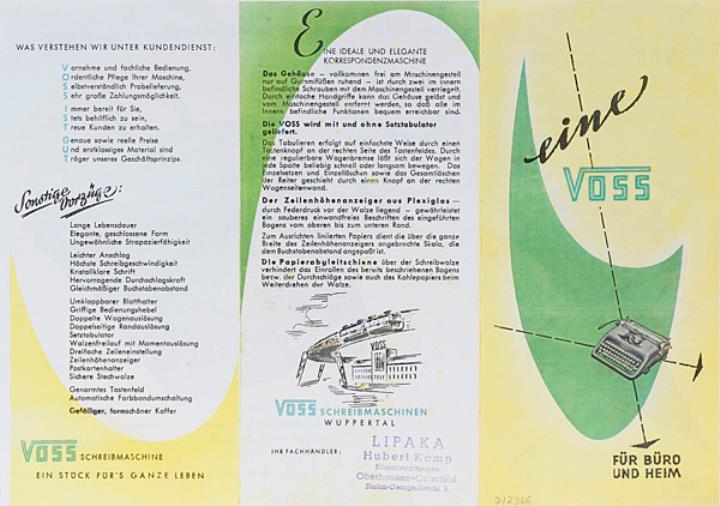 WAS VERSTEHEN WIR UNTER KUNDENDIENST:
Vornehme und fachliche Bedienung,
Ordentliche Pflege Ihrer Maschine,
Selbstverständlich Probelieferung,
Sehr große Zahlungsmöglichkeit.
Immer bereit für Sie,
Stets behilflich zu sein,
Treue Kunden zu erhalten.
Genaue sowie reelle Preise
Und erstklassiges Material sind
Träger unseres Geschäftsprinzips.
Sonstige Vorzüge:
Lange Lebensdauer
Elegante, geschlossene Form
Ungewöhnliche Strapazierfähigkeit
Leichter Anschlag
Höchste Schreibgeschwindigkeit
Kristallklare Schrift
Hervorragende Durchschlagskraft
Gleichmäßiger Buchstabenabstand
Umklappbarer Blatthalter
Griffige Bedienungshebel
Doppelte Wagenauslösung
Doppelseitige Randauslösung
Setztabulator
Walzenfreilauf mit Momentauslösung
Dreifache Zeileneinstellung
Zeilenhöhenanzeiger
Postkartenhalter
Sichere Stechwalze
Genormtes Tastenfeld
Automatische Farbbandumschaltung
Gefälliger, formschöner Koffer
VOSS SCHREIBMASCHINE
EIN STÜCK FÜR'S GANZE LEBEN
EINE IDEALE UND ELEGANTE
KORRESPONDENZMASCHINE
Das Gehäuse – vollkommen frei am Maschinengestell
nur auf Gummifüßen ruhend – ist durch zwei im Innern
befindliche Schrauben mit dem Maschinengestell verriegelt.
Durch einfache Handgriffe kann das Gehäuse gelöst und
vom Maschinengestell entfernt werden, so daß alle im
Innern befindliche Funktionen bequem erreichbar sind.
Die VOSS wird mit und ohne Setztabulator
geliefert.
Das Tabulieren erfolgt auf einfachste Weise durch einen
Tastenknopf an der rechten Seite des Tastenfeldes. Durch
eine regulierbare Wagenbremse läßt sich der Wagen in
jede Spalte beliebig schnell oder langsam bewegen. Das
Einzelsetzen und Einzellöschen sowie das Gesamtlöschen
der Reiter geschieht durch einen Knopf an der rechten
Wagenseitenwand.
Der Zeilenhöhenanzeiger aus Plexiglas —
durch Federdruck vor der Walze liegend – gewährleistet
ein sauberes einwandfreies Beschriften des eingeführten
Bogens vom oberen bis zum unteren Rand.
Zum Ausrichten liniierten Papiers dient die über die ganze
Breite des Zeilenhöhenanzeigers angebrachte Skala, die
dem Buchstabenabstand angepaßt ist.
Die Papierableitschiene über der Schreibwalze
verhindert das Einrollen des bereits beschriebenen Bogens
bezw. der Durchschläge sowie auch des Kohlepapiers beim
Weiterdrehen der Walze.
VOSS
VOSS SCHREIBMASCHINEN
WUPPERTAL
IHR FACHHÄNDLER:
LIPAKA
Hubert Kamp
Oberhausen-Osterfeld
eine
VOSS
FÜR BÜRO
UND HEIM